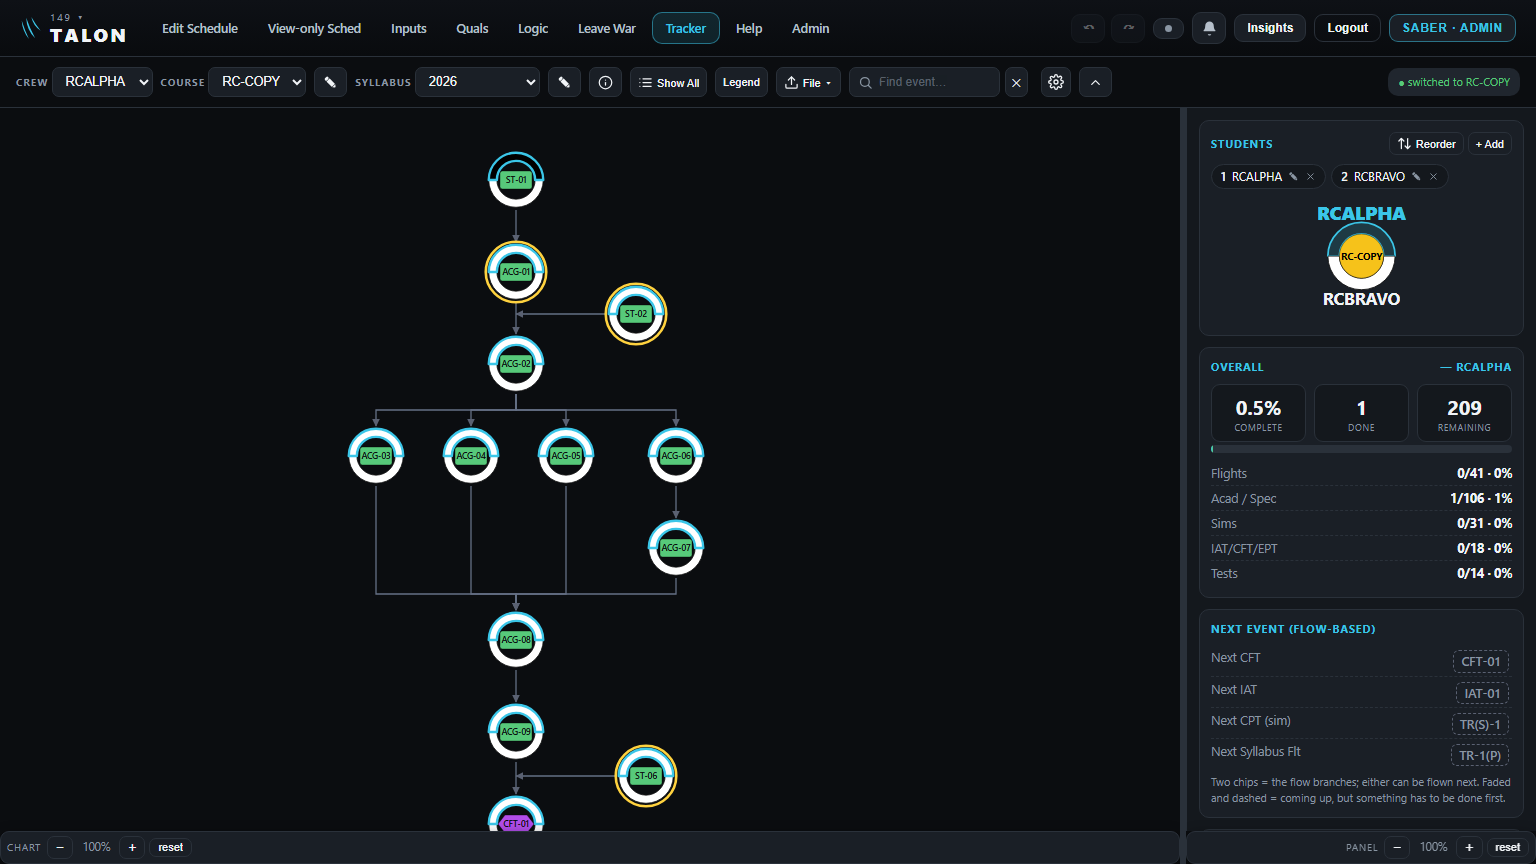 149
TALON
Edit Schedule
View-only Sched
Inputs
Quals
Logic
Leave War
Tracker
Help
Admin
Insights
Logout
SABER · ADMIN
CREW
RCALPHA
COURSE
RC-COPY
SYLLABUS
2026
Show All
Legend
File
Find event...
switched to RC-COPY
ST-01
ACG-01
ST-02
ACG-02
ACG-03
ACG-04
ACG-05
ACG-06
ACG-07
ACG-08
ACG-09
ST-06
CFT-01
CHART
−
100%
+
reset
STUDENTS
Reorder
+ Add
1 RCALPHA
2 RCBRAVO
RCALPHA
RC-COPY
RCBRAVO
OVERALL
— RCALPHA
0.5%
COMPLETE
1
DONE
209
REMAINING
Flights 0/41 · 0%
Acad / Spec 1/106 · 1%
Sims 0/31 · 0%
IAT/CFT/EPT 0/18 · 0%
Tests 0/14 · 0%
NEXT EVENT (FLOW-BASED)
Next CFT CFT-01
Next IAT IAT-01
Next CPT (sim) TR(S)-1
Next Syllabus Flt TR-1(P)
Two chips = the flow branches; either can be flown next. Faded
and dashed = coming up, but something has to be done first.
PANEL
−
100%
+
reset